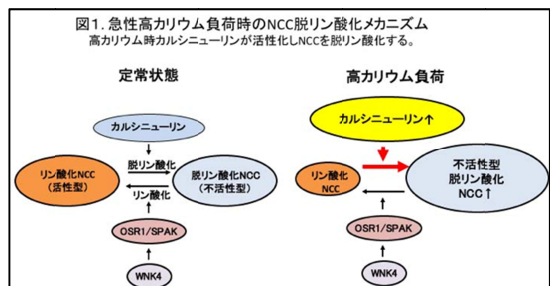 図1. 急性高カリウム負荷時のNCC脱リン酸化メカニズム
高カリウム時カルシニューリンが活性化しNCCを脱リン酸化する。
定常状態
カルシニューリン
リン酸化NCC
（活性型）
脱リン酸化
リン酸化
脱リン酸化NCC
（不活性型）
OSR1/SPAK
WNK4
高カリウム負荷
カルシニューリン↑
リン酸化
NCC
不活性型
脱リン酸化
NCC↑
OSR1/SPAK
WNK4